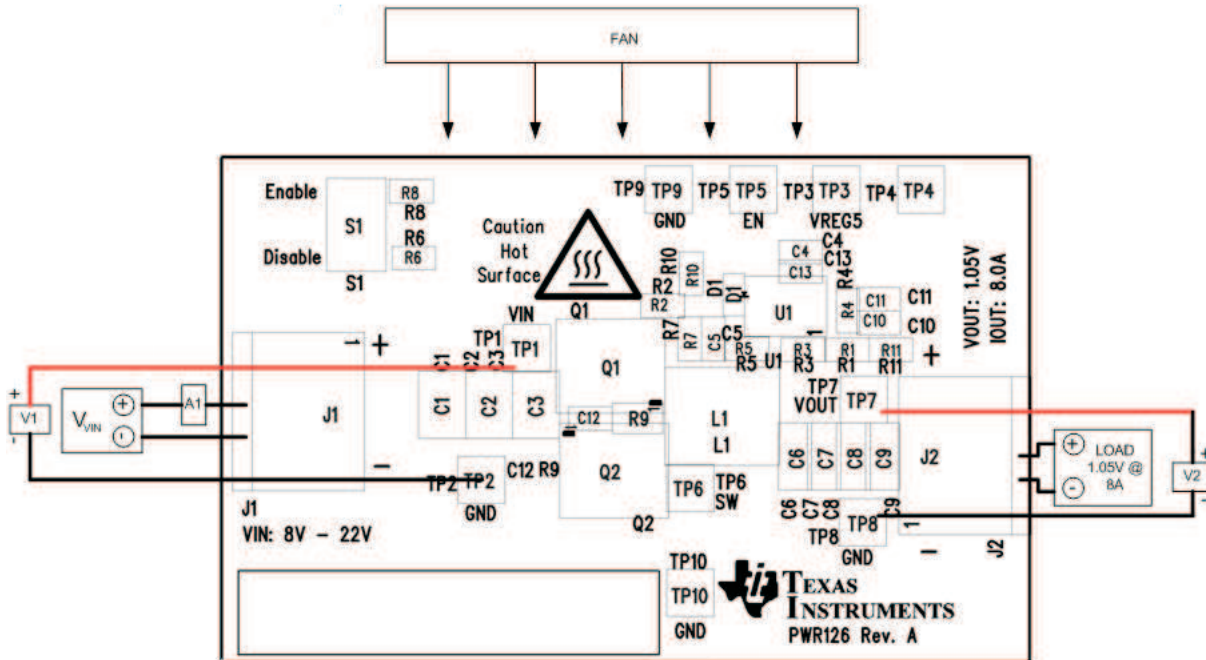 FAN
Enable
S1
R8
R8
R6
R6
Disable
S1
Caution
Hot
Surface
TP9
TP9
GND
TP5
TP5
EN
TP3
TP3
VREG5
TP4
TP4
C4
C4
C13
C13
R10
R10
R2
R2
D1
D1
U1
1
U1
R4
R4
C11
C11
C10
C10
VOUT: 1.05V
IOUT: 8.0A
R7
R7
C5
C5
R5
R5
R3
R3
R1
R1
R11
R11
+
VIN
TP1
TP1
Q1
Q1
C1
C1
C2
C2
C3
C3
C12
C12
R9
R9
1
1
L1
L1
TP7
VOUT
TP7
+
V1
-
V
VIN
+
-
A1
J1
1
+
-
J1
VIN: 8V - 22V
TP2
TP2
GND
Q2
Q2
TP6
TP6
SW
C6
C6
C7
C7
C8
C8
C9
C9
TP8
TP8
GND
J2
1
-
J2
+
-
LOAD
1.05V @
8A
+
V2
-
TP10
TP10
GND
TEXAS
INSTRUMENTS
PWR126 Rev. A